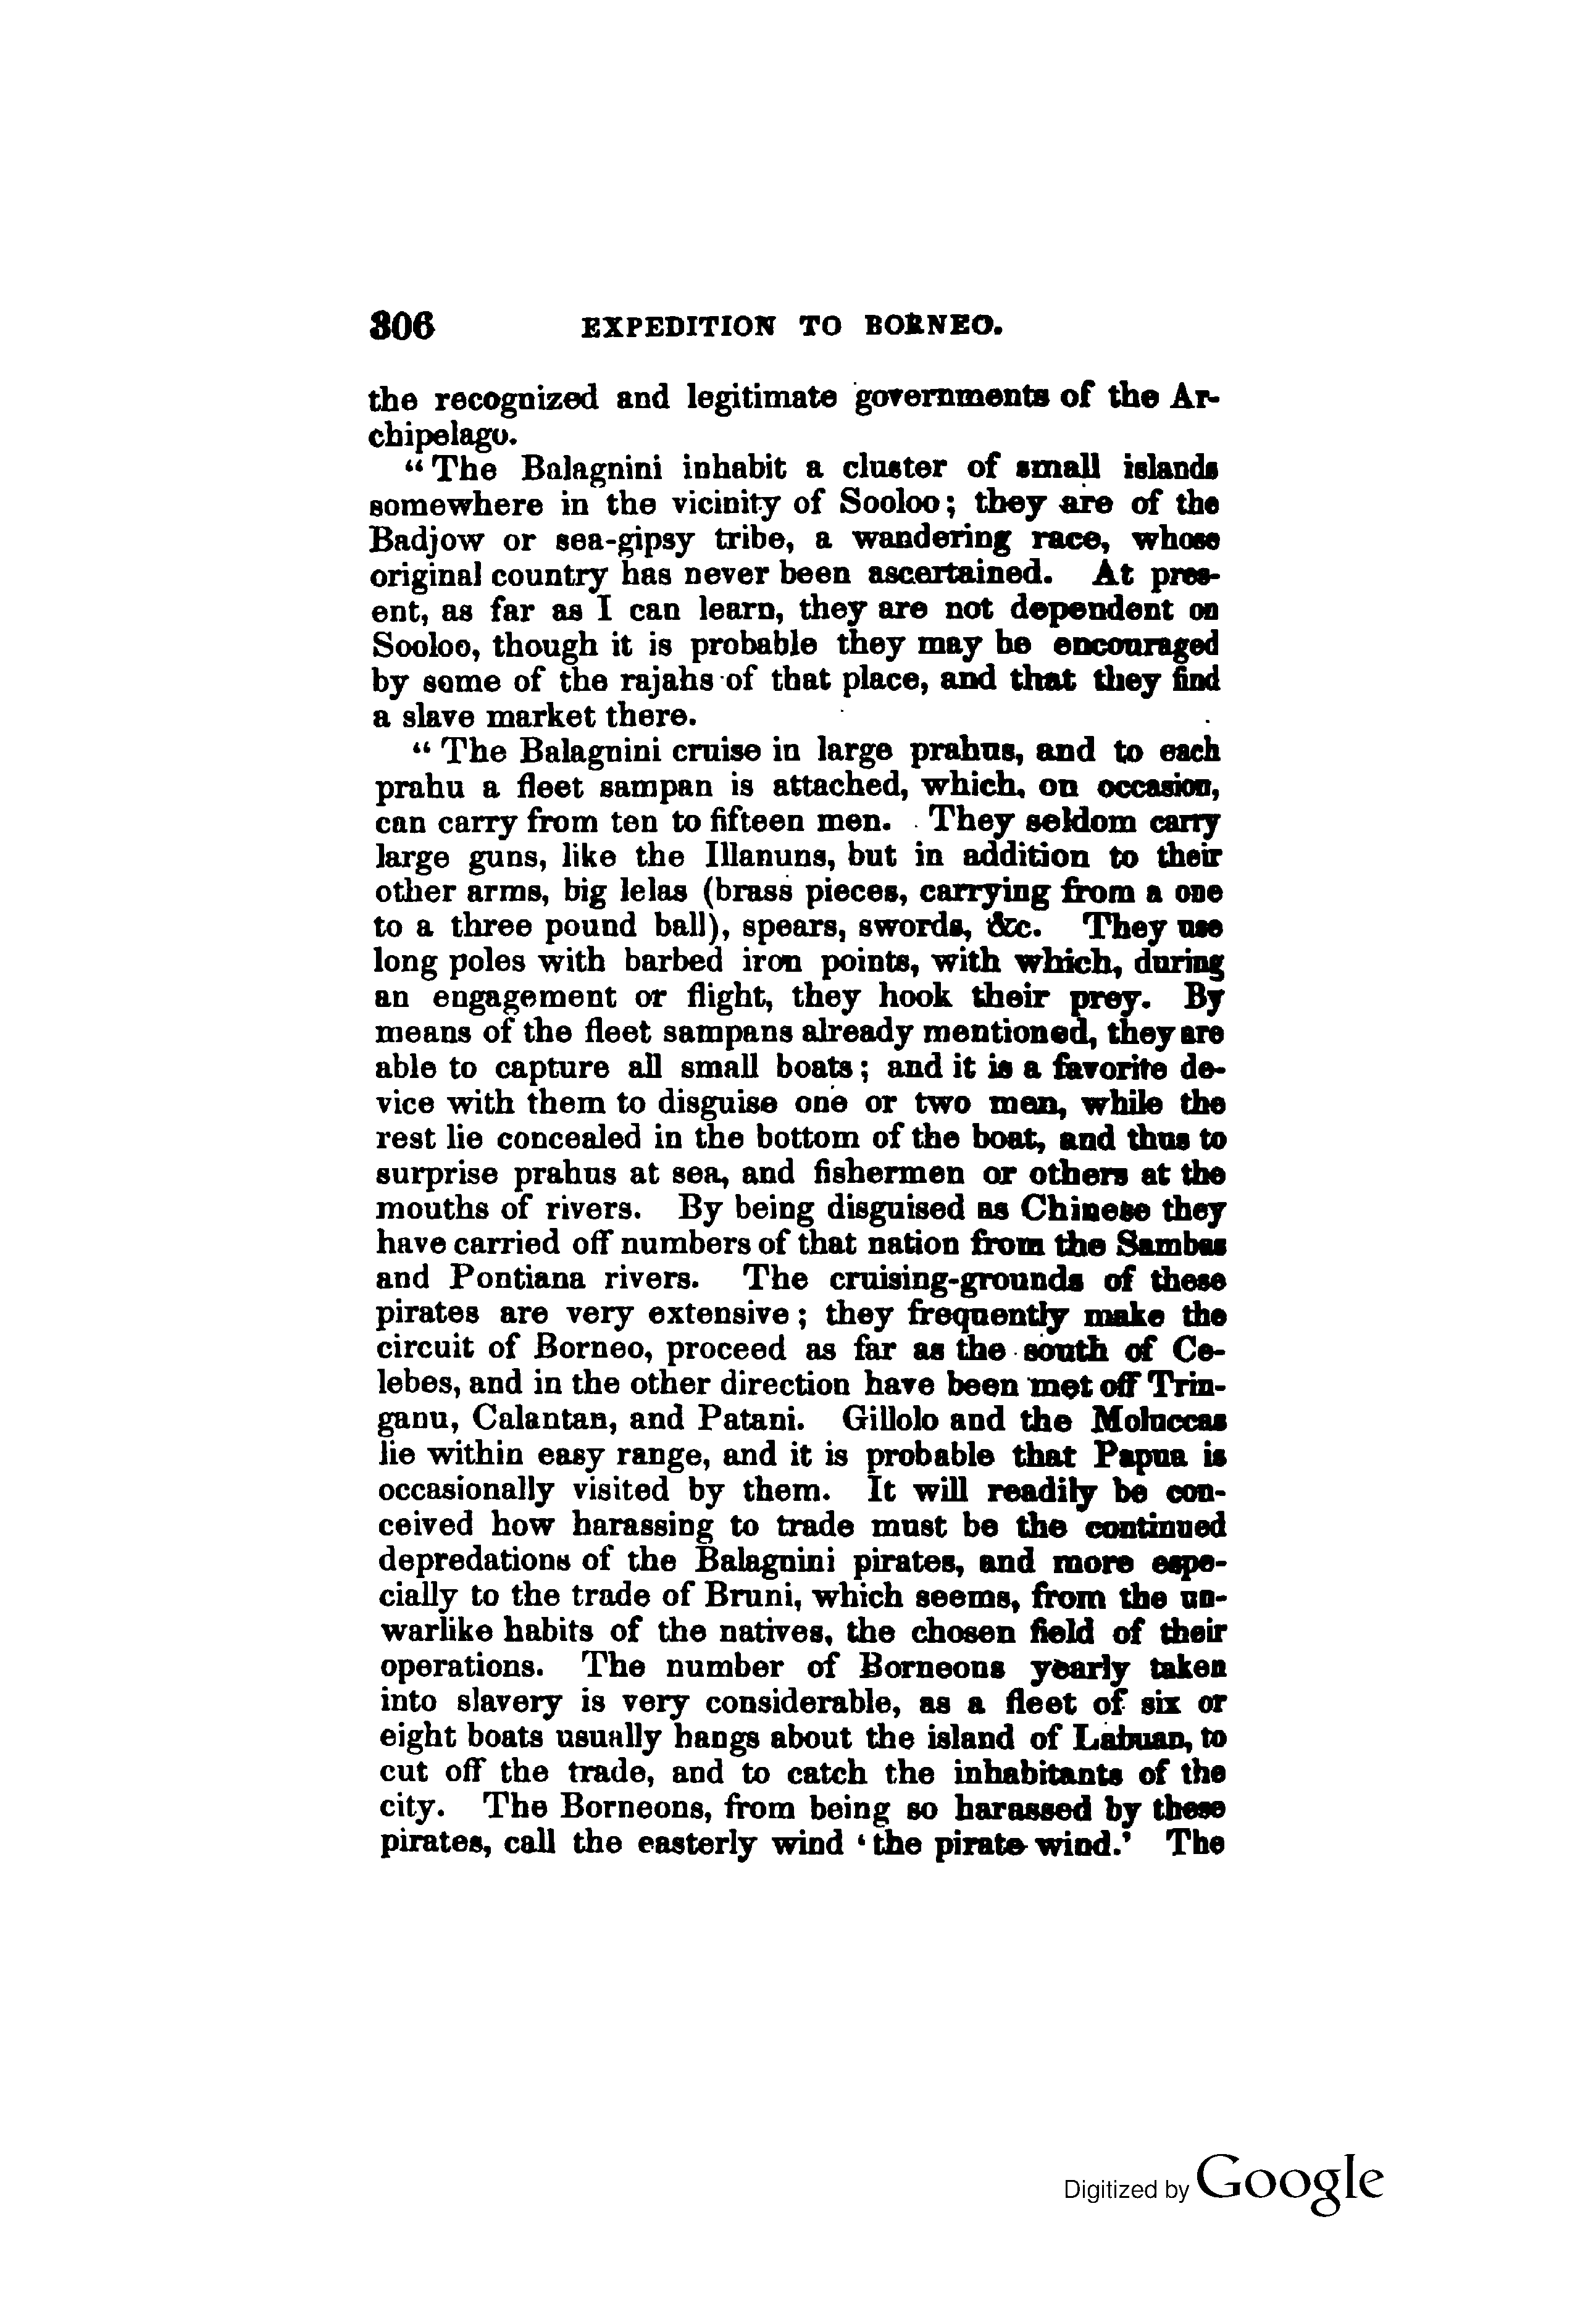 306 EXPEDITION TO BORNEO.
the recognized and legitimate governments of the Ar-
chipelago.
“ The Balagnini inhabit a cluster of small islands
somewhere in the vicinity of Sooloo; they are of the
Badjow or sea-gipsy tribe, a wandering race, whose
original country has never been ascertained. At pres-
ent, as far as I can learn, they are not dependent on
Sooloo, though it is probable they may be encouraged
by some of the rajahs of that place, and that they find
a slave market there.
“ The Balagnini cruise in large prahus, and to each
prahu a fleet sampan is attached, which, on occasion,
can carry from ten to fifteen men. They seldom carry
large guns, like the Illanuns, but in addition to their
other arms, big lelas (brass pieces, carrying from a one
to a three pound ball), spears, swords, &c. They use
long poles with barbed iron points, with which, during
an engagement or flight, they hook their prey. By
means of the fleet sampans already mentioned, they are
able to capture all small boats; and it is a favorite de-
vice with them to disguise one or two men, while the
rest lie concealed in the bottom of the boat, and thus to
surprise prahus at sea, and fishermen or others at the
mouths of rivers. By being disguised as Chinese they
have carried off numbers of that nation from the Sambas
and Pontiana rivers. The cruising-grounds of these
pirates are very extensive; they frequently make the
circuit of Borneo, proceed as far as the south of Ce-
lebes, and in the other direction have been met off Trin-
ganu, Calantan, and Patani. Gillolo and the Moluccas
lie within easy range, and it is probable that Papua is
occasionally visited by them. It will readily be con-
ceived how harassing to trade must be the continued
depredations of the Balagnini pirates, and more espe-
cially to the trade of Bruni, which seems, from the un-
warlike habits of the natives, the chosen field of their
operations. The number of Borneons yearly taken
into slavery is very considerable, as a fleet of six or
eight boats usually hangs about the island of Labuan, to
cut off the trade, and to catch the inhabitants of the
city. The Borneons, from being so harassed by these
pirates, call the easterly wind ‘ the pirate wind.’ The
Digitized by Google